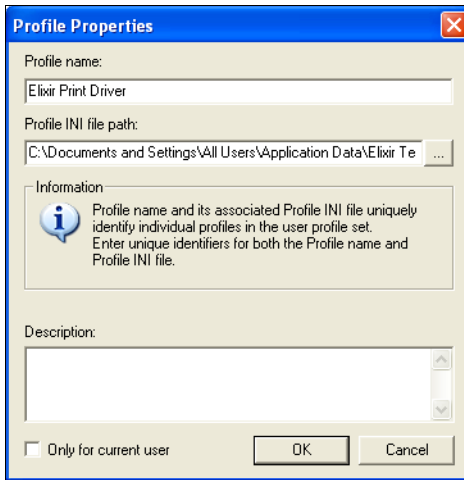 Profile Properties
Profile name:
Elixir Print Driver
Profile INI file path:
C:\Documents and Settings\All Users\Application Data\Elixir Te
...
Information
Profile name and its associated Profile INI file uniquely
identify individual profiles in the user profile set.
Enter unique identifiers for both the Profile name and
Profile INI file.
Description:
Only for current user
OK
Cancel